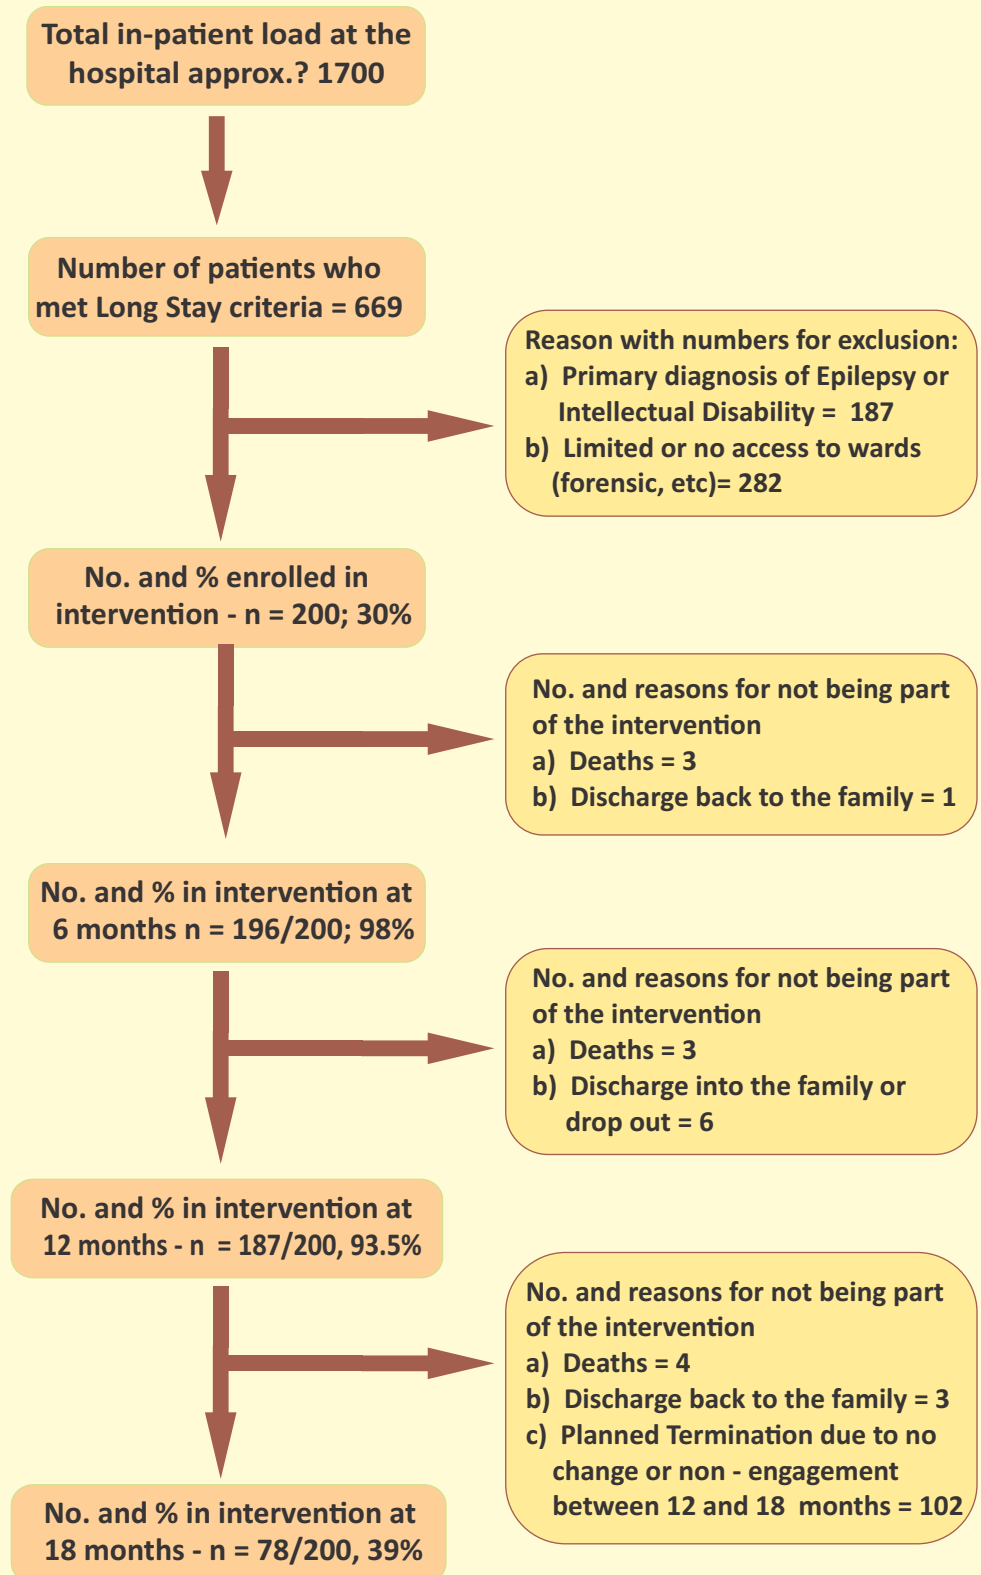 Total in-patient load at the
hospital approx.? 1700
Number of patients who
met Long Stay criteria = 669
Reason with numbers for exclusion:
a) Primary diagnosis of Epilepsy or
Intellectual Disability = 187
b) Limited or no access to wards
(forensic, etc)= 282
No. and % enrolled in
intervention - n = 200; 30%
No. and reasons for not being part
of the intervention
a) Deaths = 3
b) Discharge back to the family = 1
No. and % in intervention at
6 months n = 196/200; 98%
No. and reasons for not being part
of the intervention
a) Deaths = 3
b) Discharge into the family or
drop out = 6
No. and % in intervention at
12 months - n = 187/200, 93.5%
No. and reasons for not being part
of the intervention
a) Deaths = 4
b) Discharge back to the family = 3
c) Planned Termination due to no
change or non - engagement
between 12 and 18 months = 102
No. and % in intervention at
18 months - n = 78/200, 39%